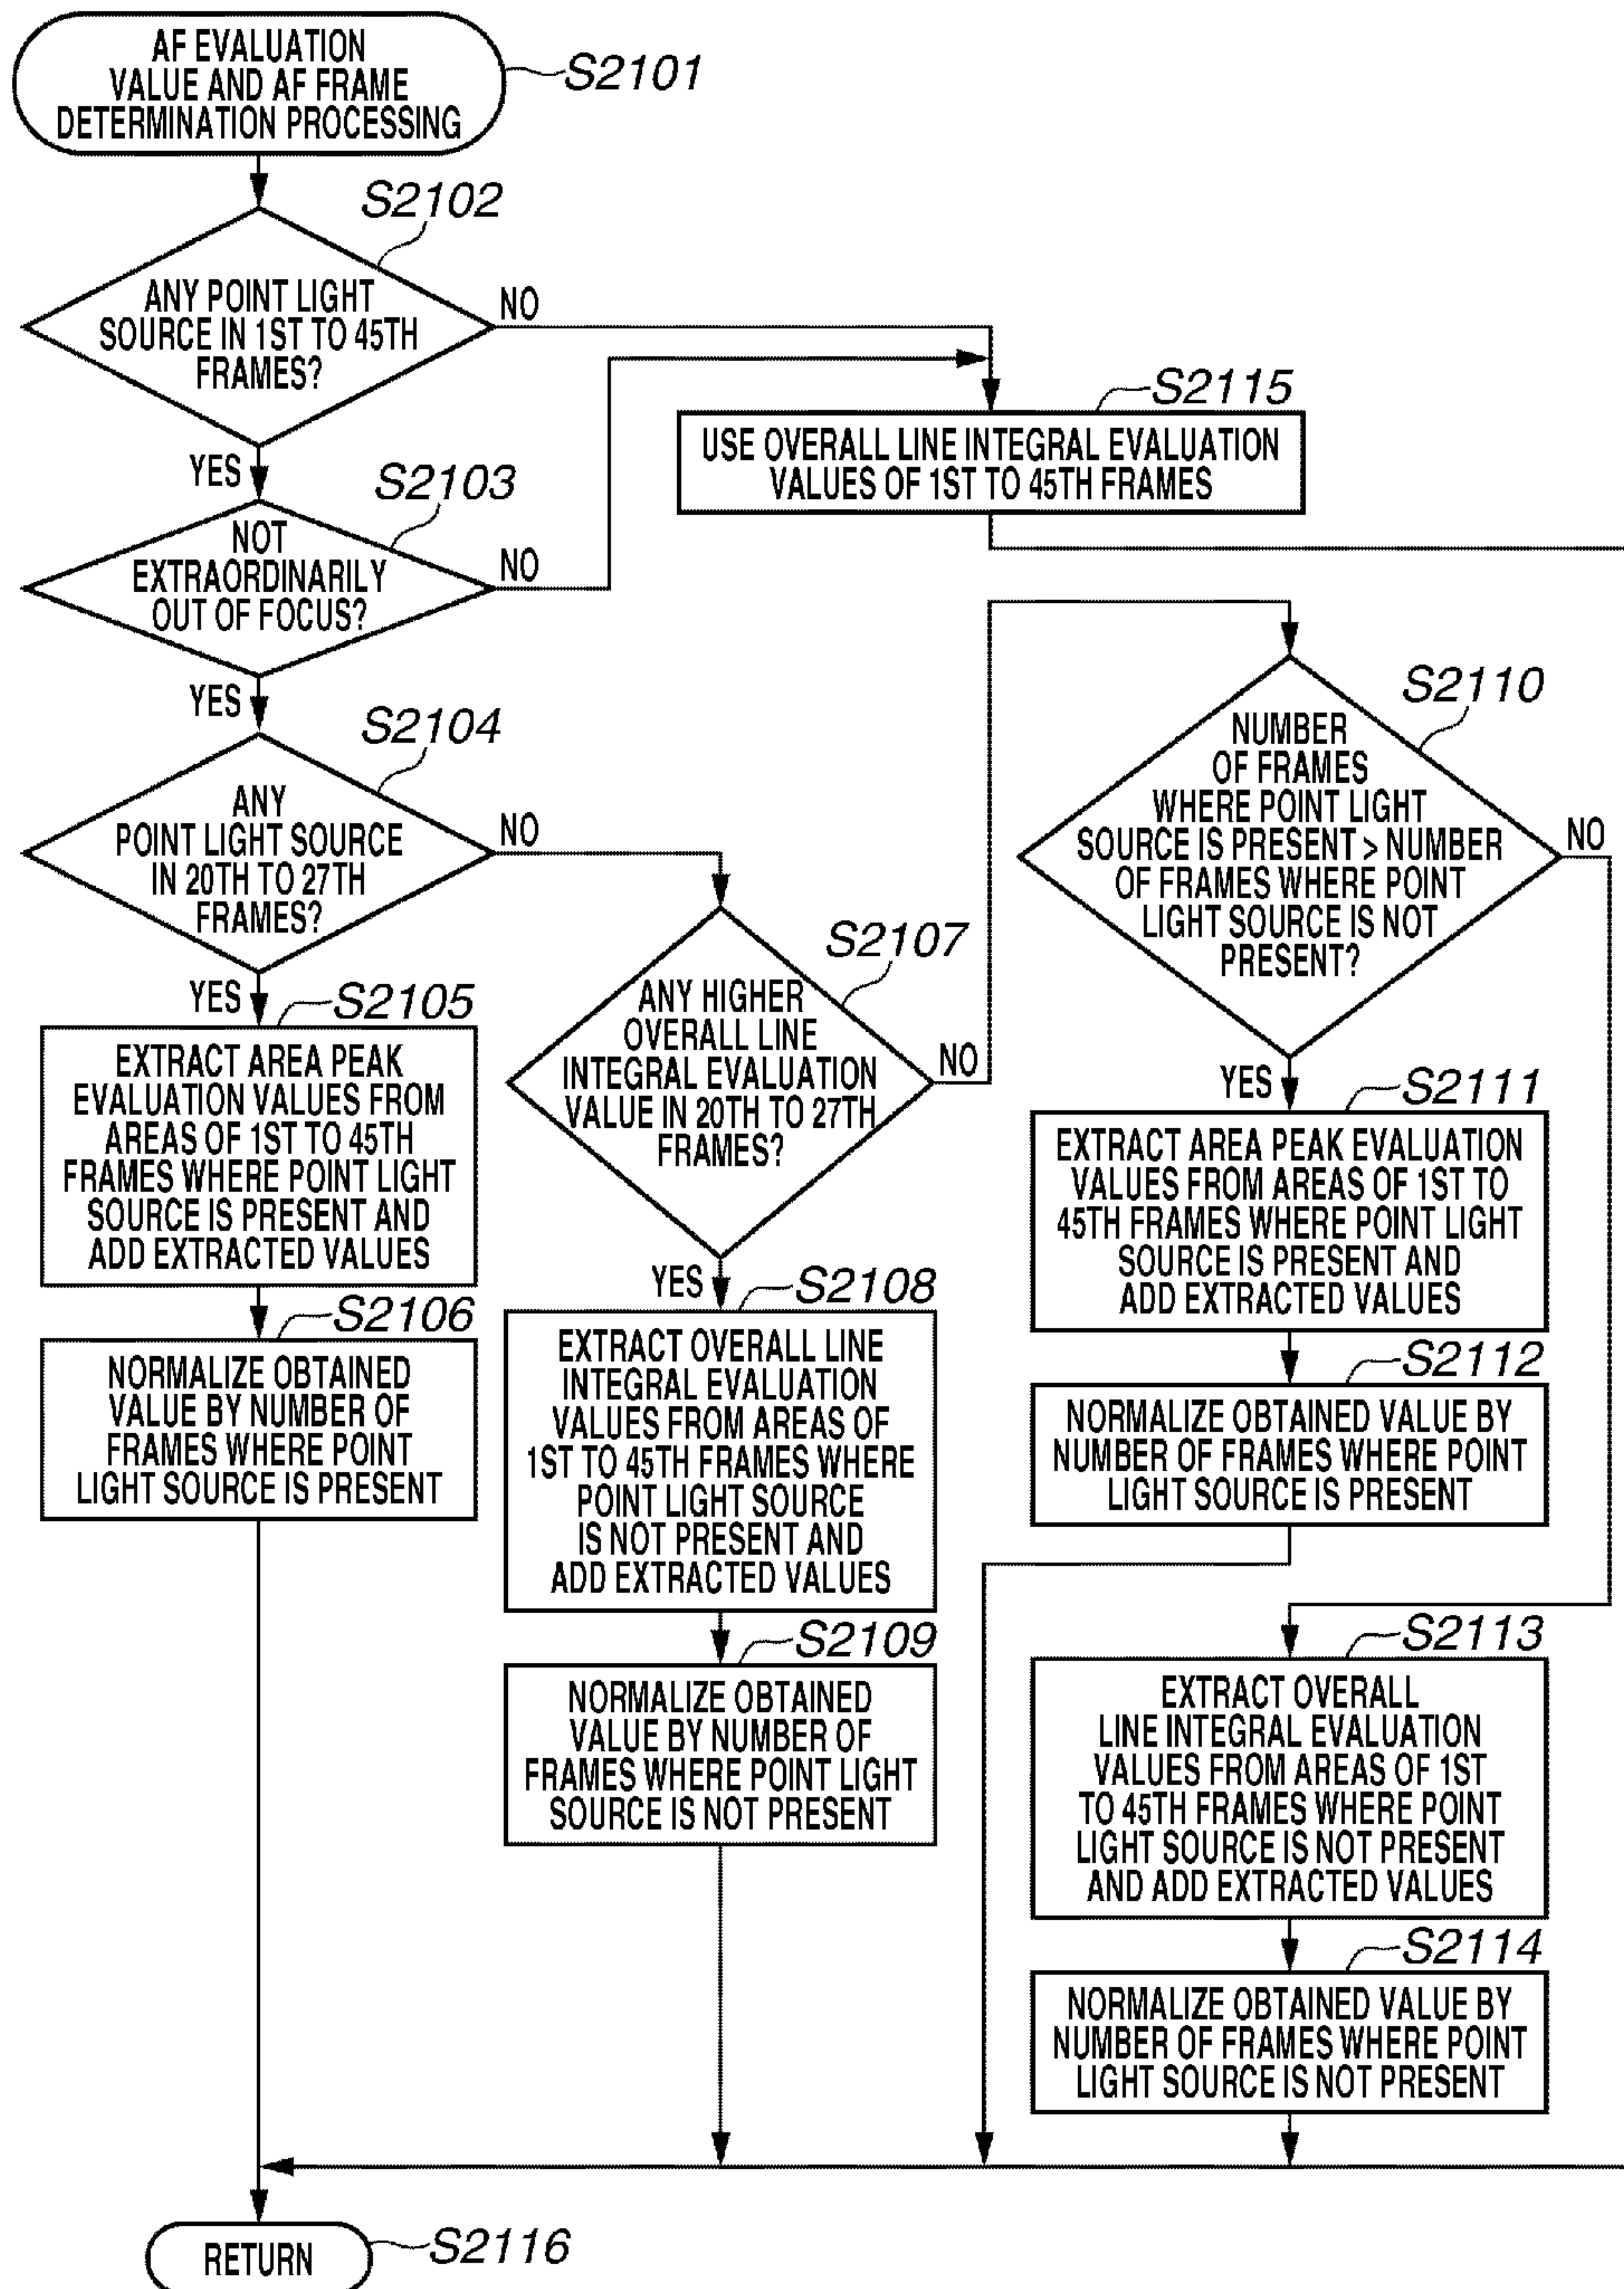 AF EVALUATION
VALUE AND AF FRAME
DETERMINATION PROCESSING
S2101
S2102
ANY POINT LIGHT
SOURCE IN 1ST TO 45TH
FRAMES?
NO
YES
S2115
USE OVERALL LINE INTEGRAL EVALUATION
VALUES OF 1ST TO 45TH FRAMES
S2103
NOT
EXTRAORDINARILY
OUT OF FOCUS?
NO
YES
S2104
ANY
POINT LIGHT SOURCE
IN 20TH TO 27TH
FRAMES?
NO
YES
S2105
EXTRACT AREA PEAK
EVALUATION VALUES FROM
AREAS OF 1ST TO 45TH
FRAMES WHERE POINT LIGHT
SOURCE IS PRESENT AND
ADD EXTRACTED VALUES
S2106
NORMALIZE OBTAINED
VALUE BY NUMBER OF
FRAMES WHERE POINT
LIGHT SOURCE IS PRESENT
S2107
ANY HIGHER
OVERALL LINE
INTEGRAL EVALUATION
VALUE IN 20TH TO 27TH
FRAMES?
NO
YES
S2108
EXTRACT OVERALL LINE
INTEGRAL EVALUATION
VALUES FROM AREAS OF
1ST TO 45TH FRAMES WHERE
POINT LIGHT SOURCE
IS NOT PRESENT AND
ADD EXTRACTED VALUES
S2109
NORMALIZE OBTAINED
VALUE BY NUMBER OF
FRAMES WHERE POINT LIGHT
SOURCE IS NOT PRESENT
S2110
NUMBER
OF FRAMES
WHERE POINT LIGHT
SOURCE IS PRESENT > NUMBER
OF FRAMES WHERE POINT
LIGHT SOURCE IS NOT
PRESENT?
NO
YES
S2111
EXTRACT AREA PEAK EVALUATION
VALUES FROM AREAS OF 1ST TO
45TH FRAMES WHERE POINT LIGHT
SOURCE IS PRESENT AND
ADD EXTRACTED VALUES
S2112
NORMALIZE OBTAINED VALUE BY
NUMBER OF FRAMES WHERE POINT
LIGHT SOURCE IS PRESENT
S2113
EXTRACT OVERALL
LINE INTEGRAL EVALUATION
VALUES FROM AREAS OF 1ST
TO 45TH FRAMES WHERE POINT
LIGHT SOURCE IS NOT PRESENT
AND ADD EXTRACTED VALUES
S2114
NORMALIZE OBTAINED VALUE BY
NUMBER OF FRAMES WHERE POINT
LIGHT SOURCE IS NOT PRESENT
RETURN
S2116